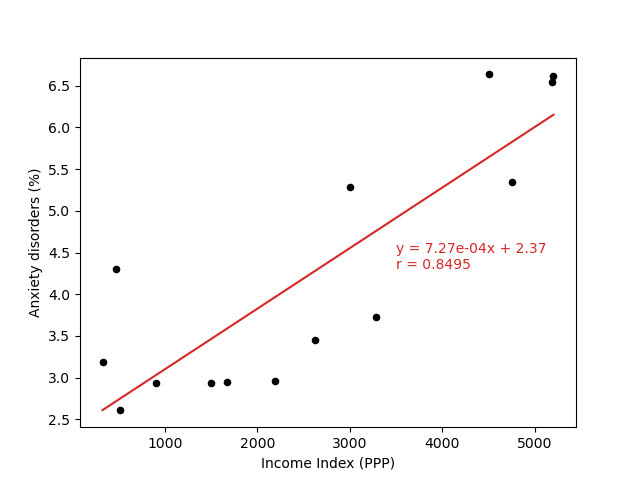 6.5
6.0
5.5
5.0
4.5
4.0
3.5
3.0
2.5
Anxiety disorders (%)
y = 7.27e-04x + 2.37
r = 0.8495
1000 2000 3000 4000 5000
Income Index (PPP)